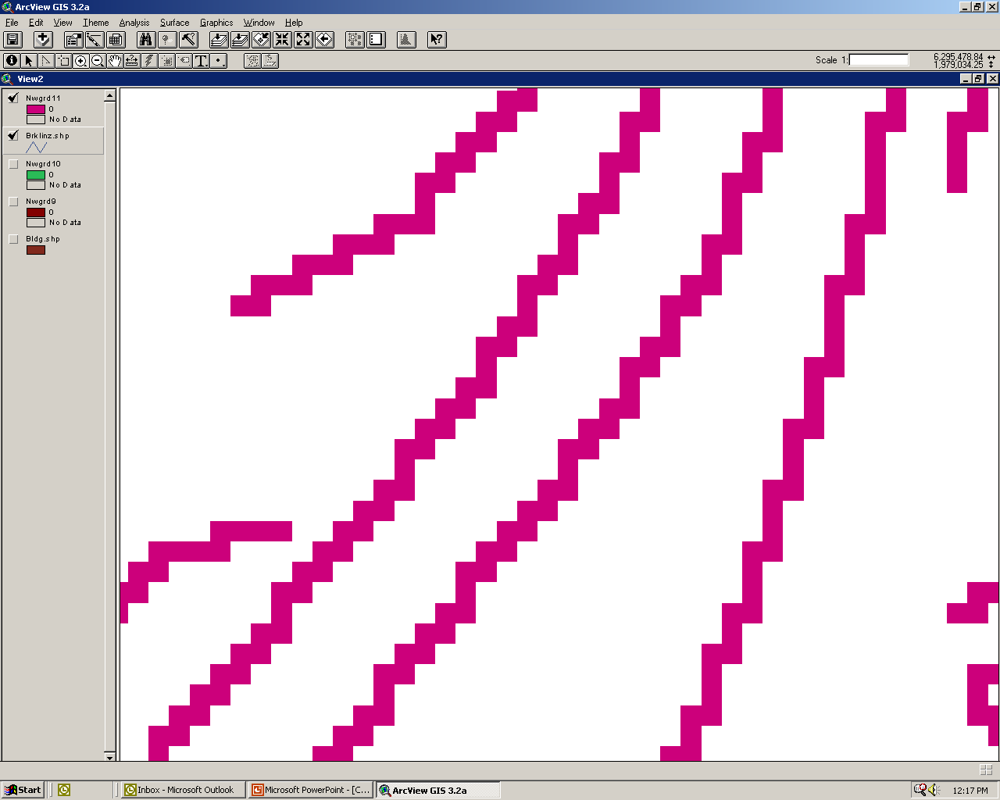 ArcView GIS 3.2a
File Edit View Theme Analysis Surface Graphics Window Help
Scale 1:
6,295,478.84
1,979,034.25
View2
Nwgrd11
0
No Data
Brklinz.shp
Nwgrd10
0
No Data
Nwgrd9
0
No Data
Bldg.shp
Start
Inbox - Microsoft Outlook
Microsoft PowerPoint - [C...
ArcView GIS 3.2a
12:17 PM